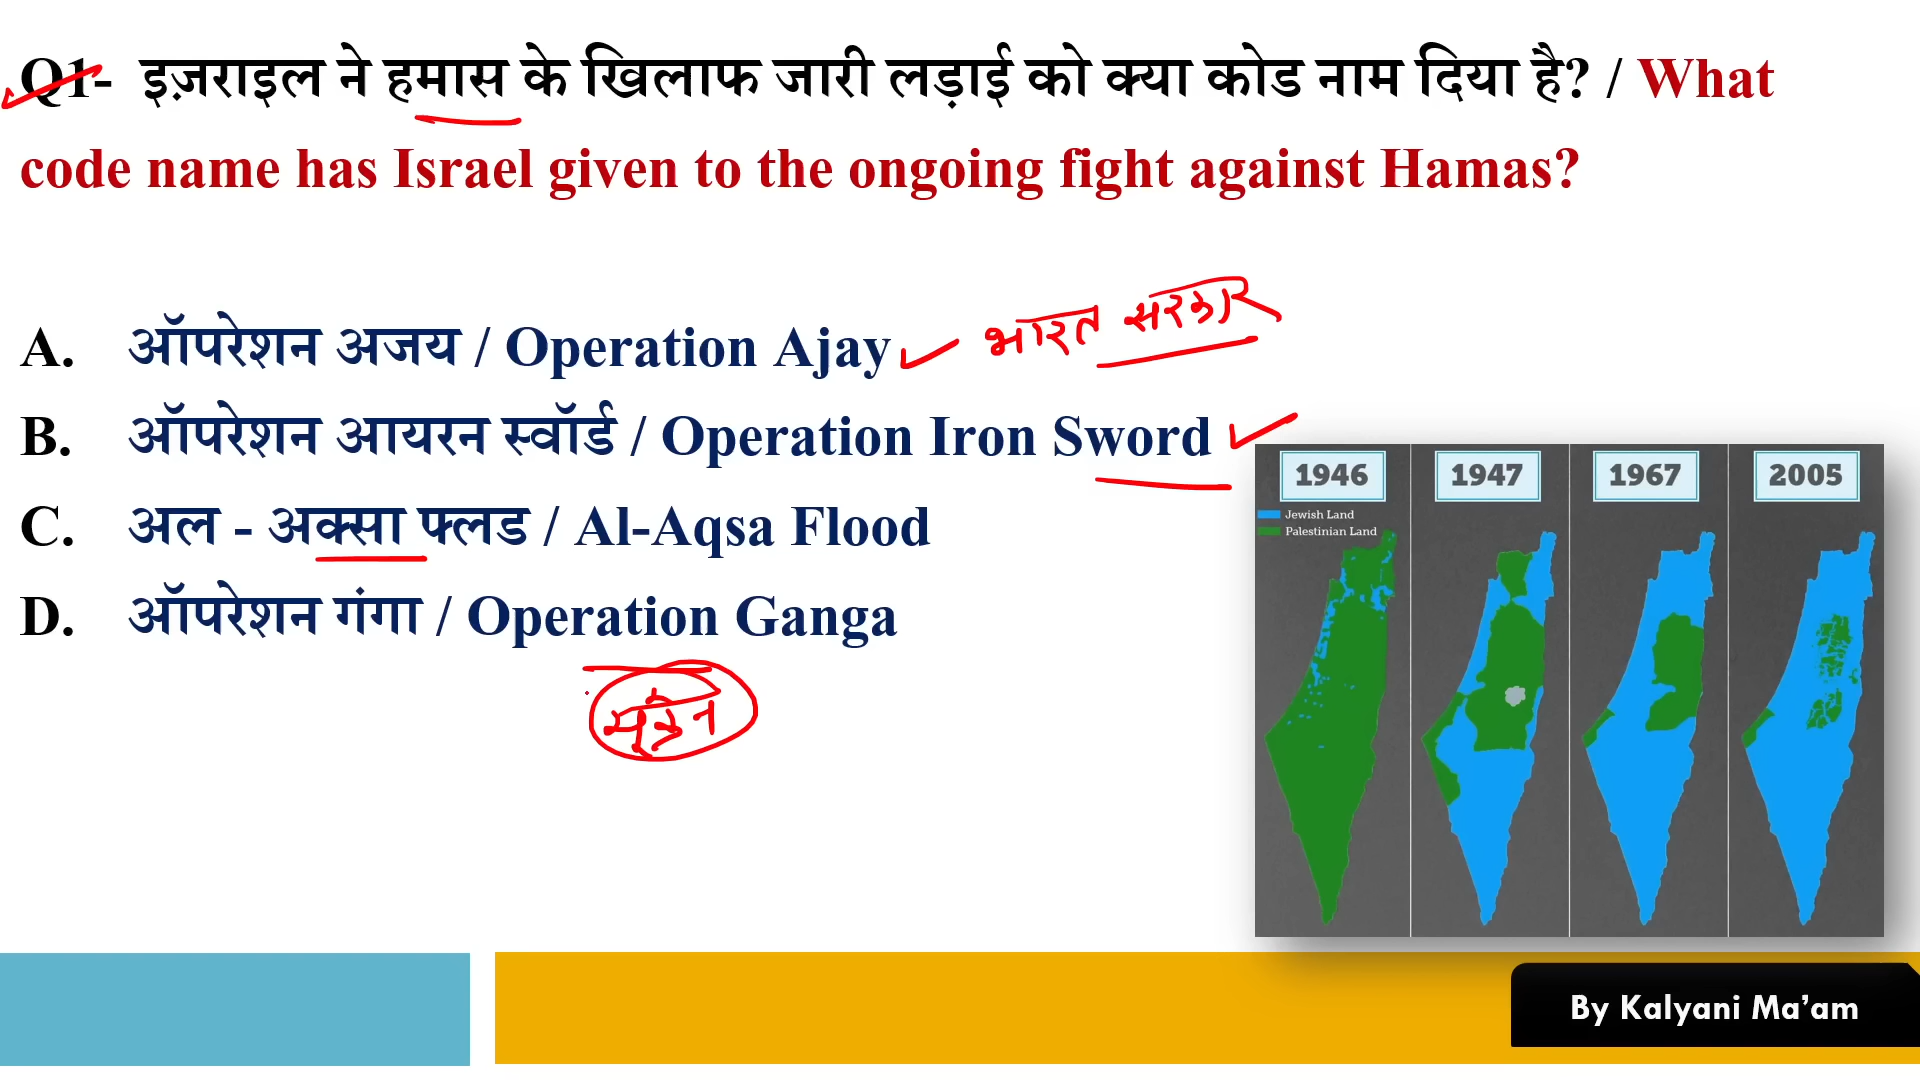 Q1- इज़राइल ने हमास के खिलाफ जारी लड़ाई को क्या कोड नाम दिया है? / What
code name has Israel given to the ongoing fight against Hamas?
A. ऑपरेशन अजय / Operation Ajay
भारत सरकार
B. ऑपरेशन आयरन स्वॉर्ड / Operation Iron Sword
C. अल - अक्सा फ्लड / Al-Aqsa Flood
D. ऑपरेशन गंगा / Operation Ganga
1946 1947 1967 2005
Jewish Land
Palestinian Land
By Kalyani Ma’am